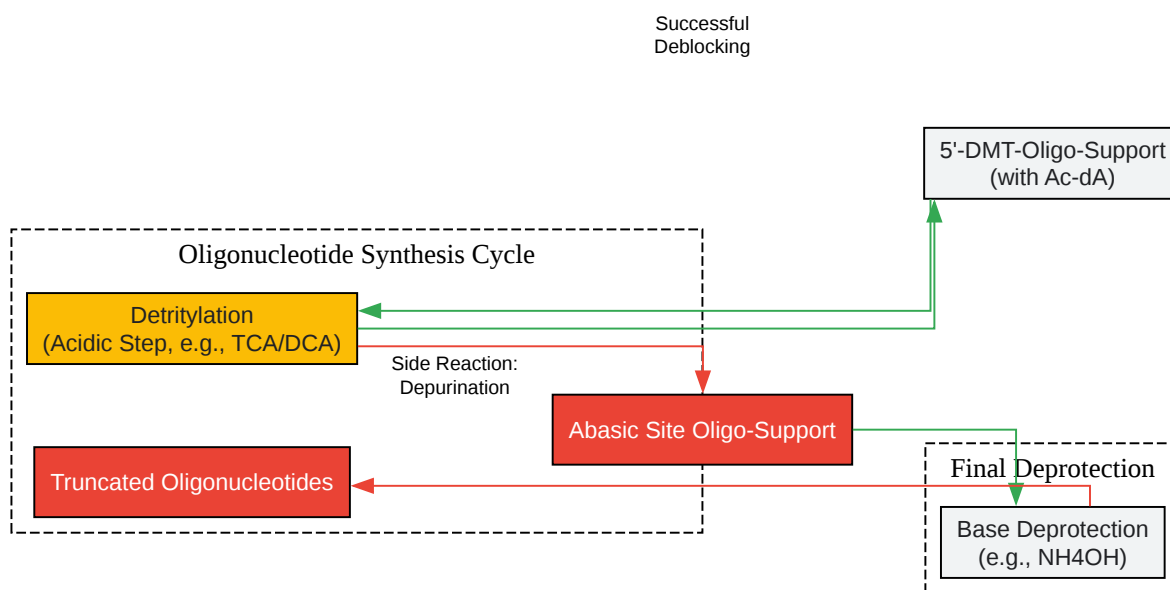 Successful
Deblocking
5'-DMT-Oligo-Support
(with Ac-dA)
Oligonucleotide Synthesis Cycle
Detritylation
(Acidic Step, e.g., TCA/DCA)
Side Reaction:
Depurination
Abasic Site Oligo-Support
Truncated Oligonucleotides
Final Deprotection
Base Deprotection
(e.g., NH4OH)